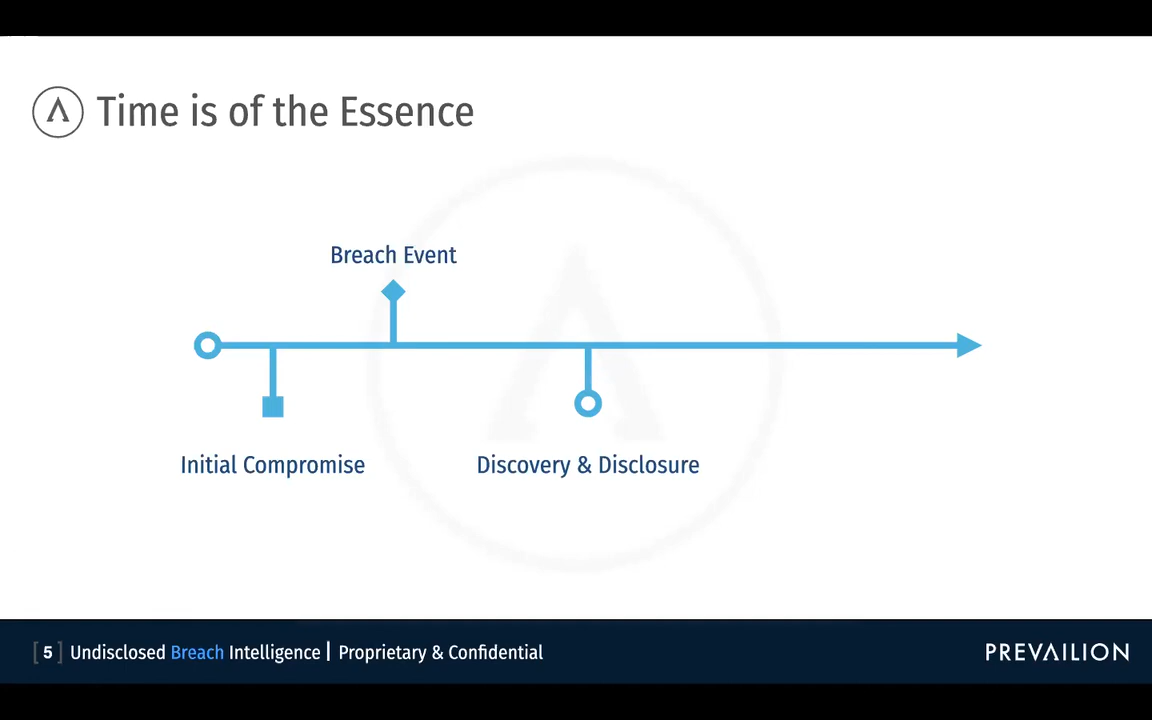 Time is of the Essence
Breach Event
Initial Compromise
Discovery & Disclosure
[ 5 ] Undisclosed Breach Intelligence | Proprietary & Confidential
PREVAILION